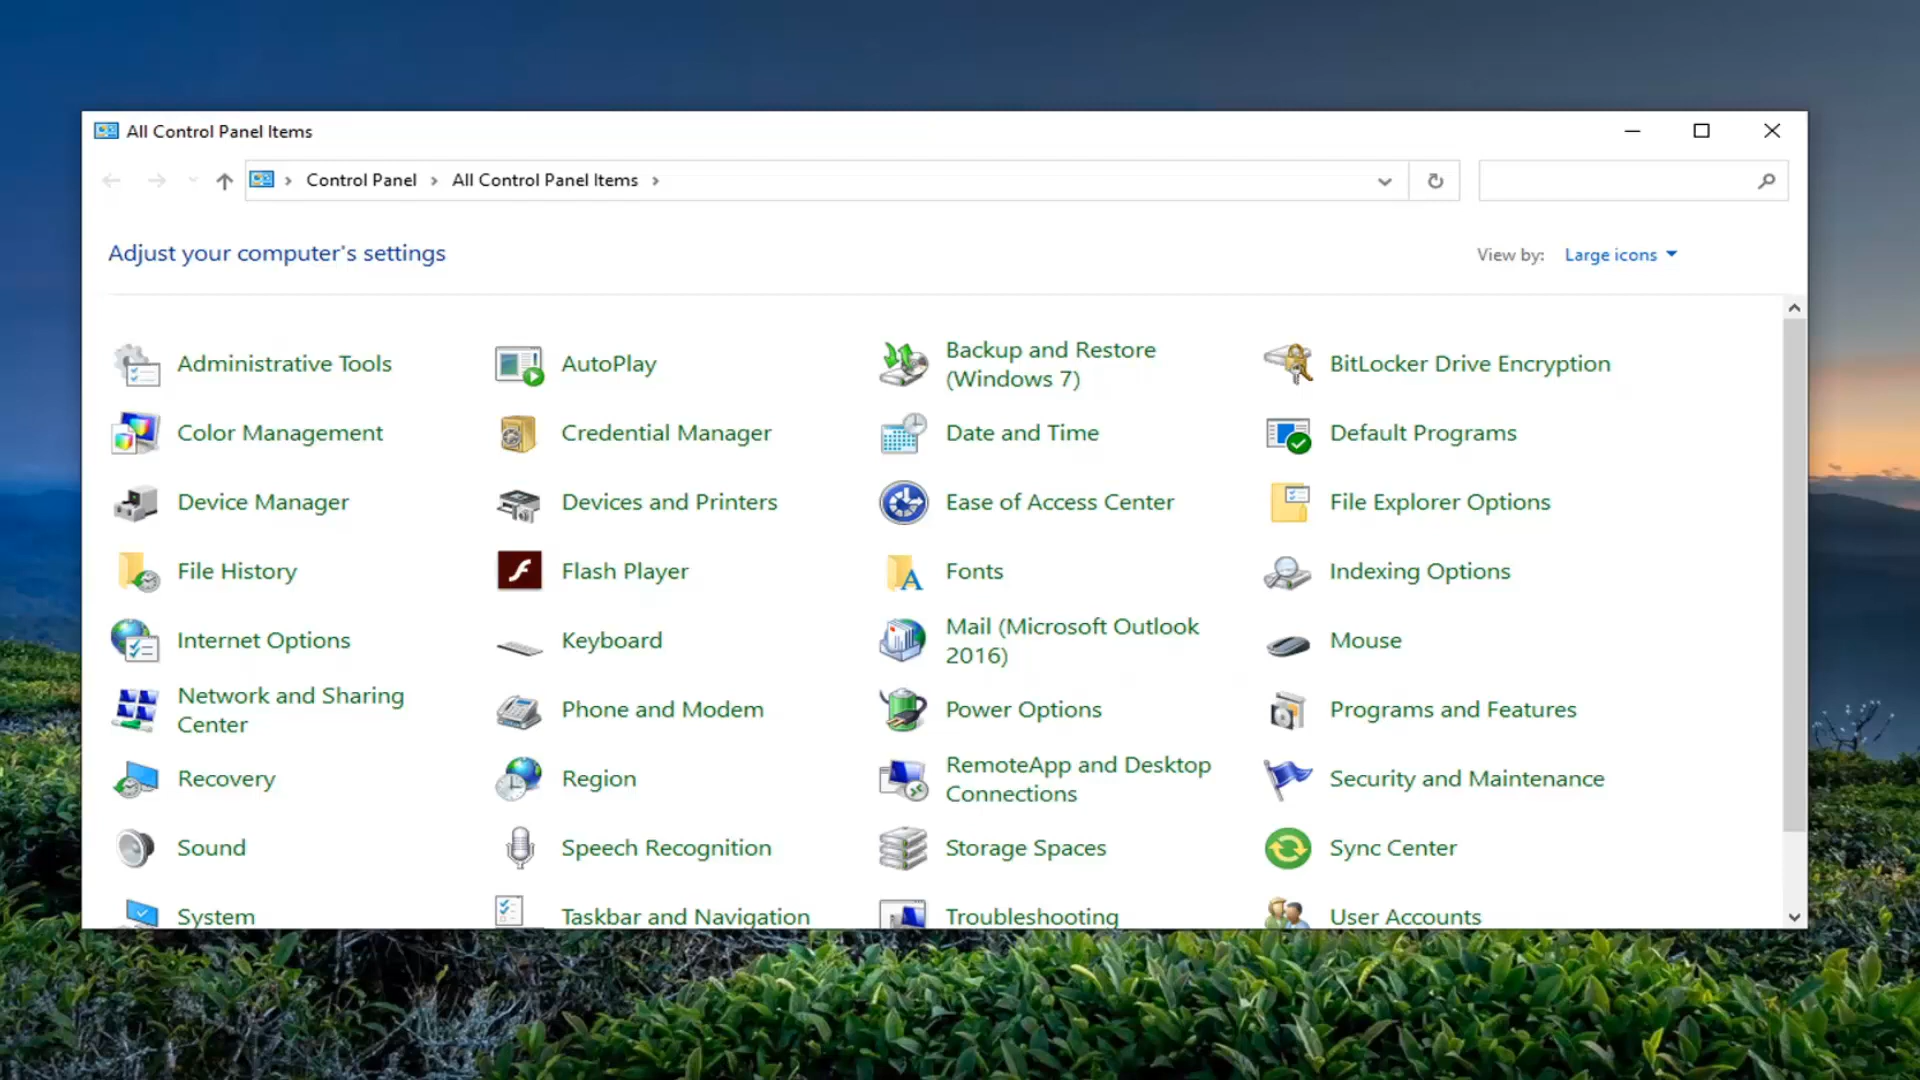 All Control Panel Items
Control Panel
All Control Panel Items
Adjust your computer's settings
View by:
Large icons
Administrative Tools
AutoPlay
Backup and Restore
(Windows 7)
BitLocker Drive Encryption
Color Management
Credential Manager
Date and Time
Default Programs
Device Manager
Devices and Printers
Ease of Access Center
File Explorer Options
File History
Flash Player
Fonts
Indexing Options
Internet Options
Keyboard
Mail (Microsoft Outlook
2016)
Mouse
Network and Sharing
Center
Phone and Modem
Power Options
Programs and Features
Recovery
Region
RemoteApp and Desktop
Connections
Security and Maintenance
Sound
Speech Recognition
Storage Spaces
Sync Center
System
Taskbar and Navigation
Troubleshooting
User Accounts